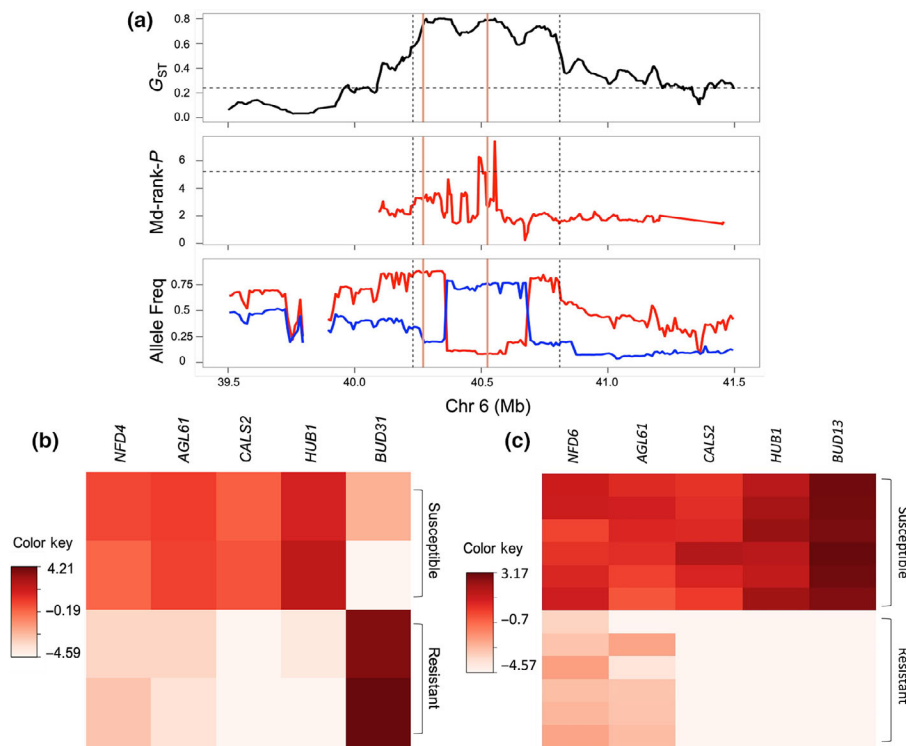 (a)
0.8
0.6
0.4
0.2
0.0
GST
6
4
2
0
Md-rank-P
0.75
0.5
0.25
0
Allele Freq
39.5 40.0 40.5 41.0 41.5
Chr 6 (Mb)
(b)
NFD4 AGL61 CALS2 HUB1 BUD31
Susceptible
Resistant
Color key
4.21
−0.19
−4.59
(c)
NFD6 AGL61 CALS2 HUB1 BUD13
Susceptible
Resistant
Color key
3.17
−0.7
−4.57